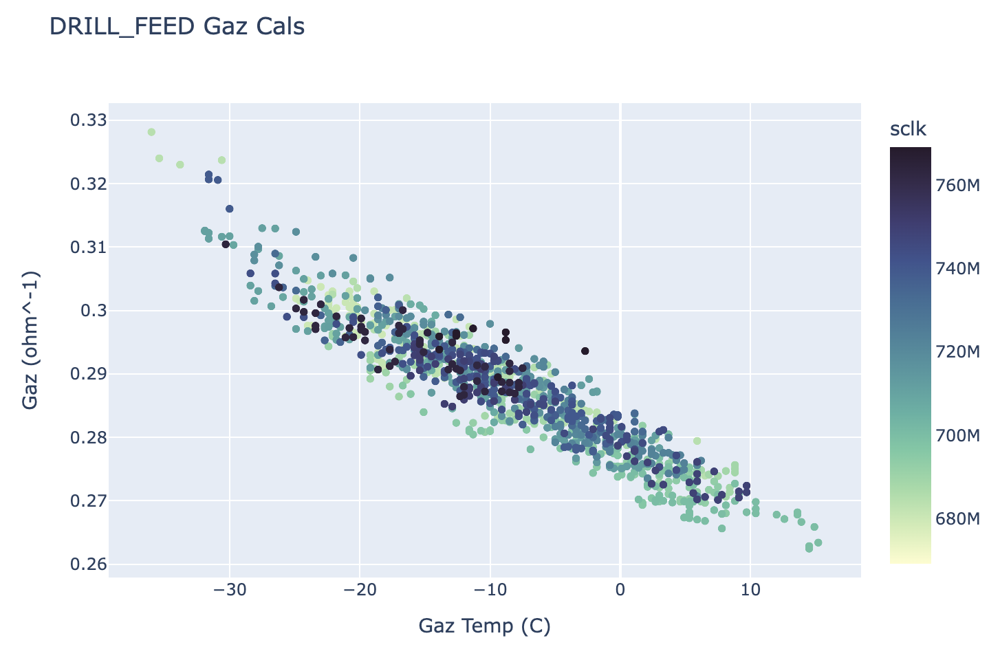 DRILL_FEED Gaz Cals
0.33
0.32
0.31
0.3
0.29
0.28
0.27
0.26
Gaz (ohm^-1)
−30
−20
−10
0
10
Gaz Temp (C)
sclk
760M
740M
720M
700M
680M